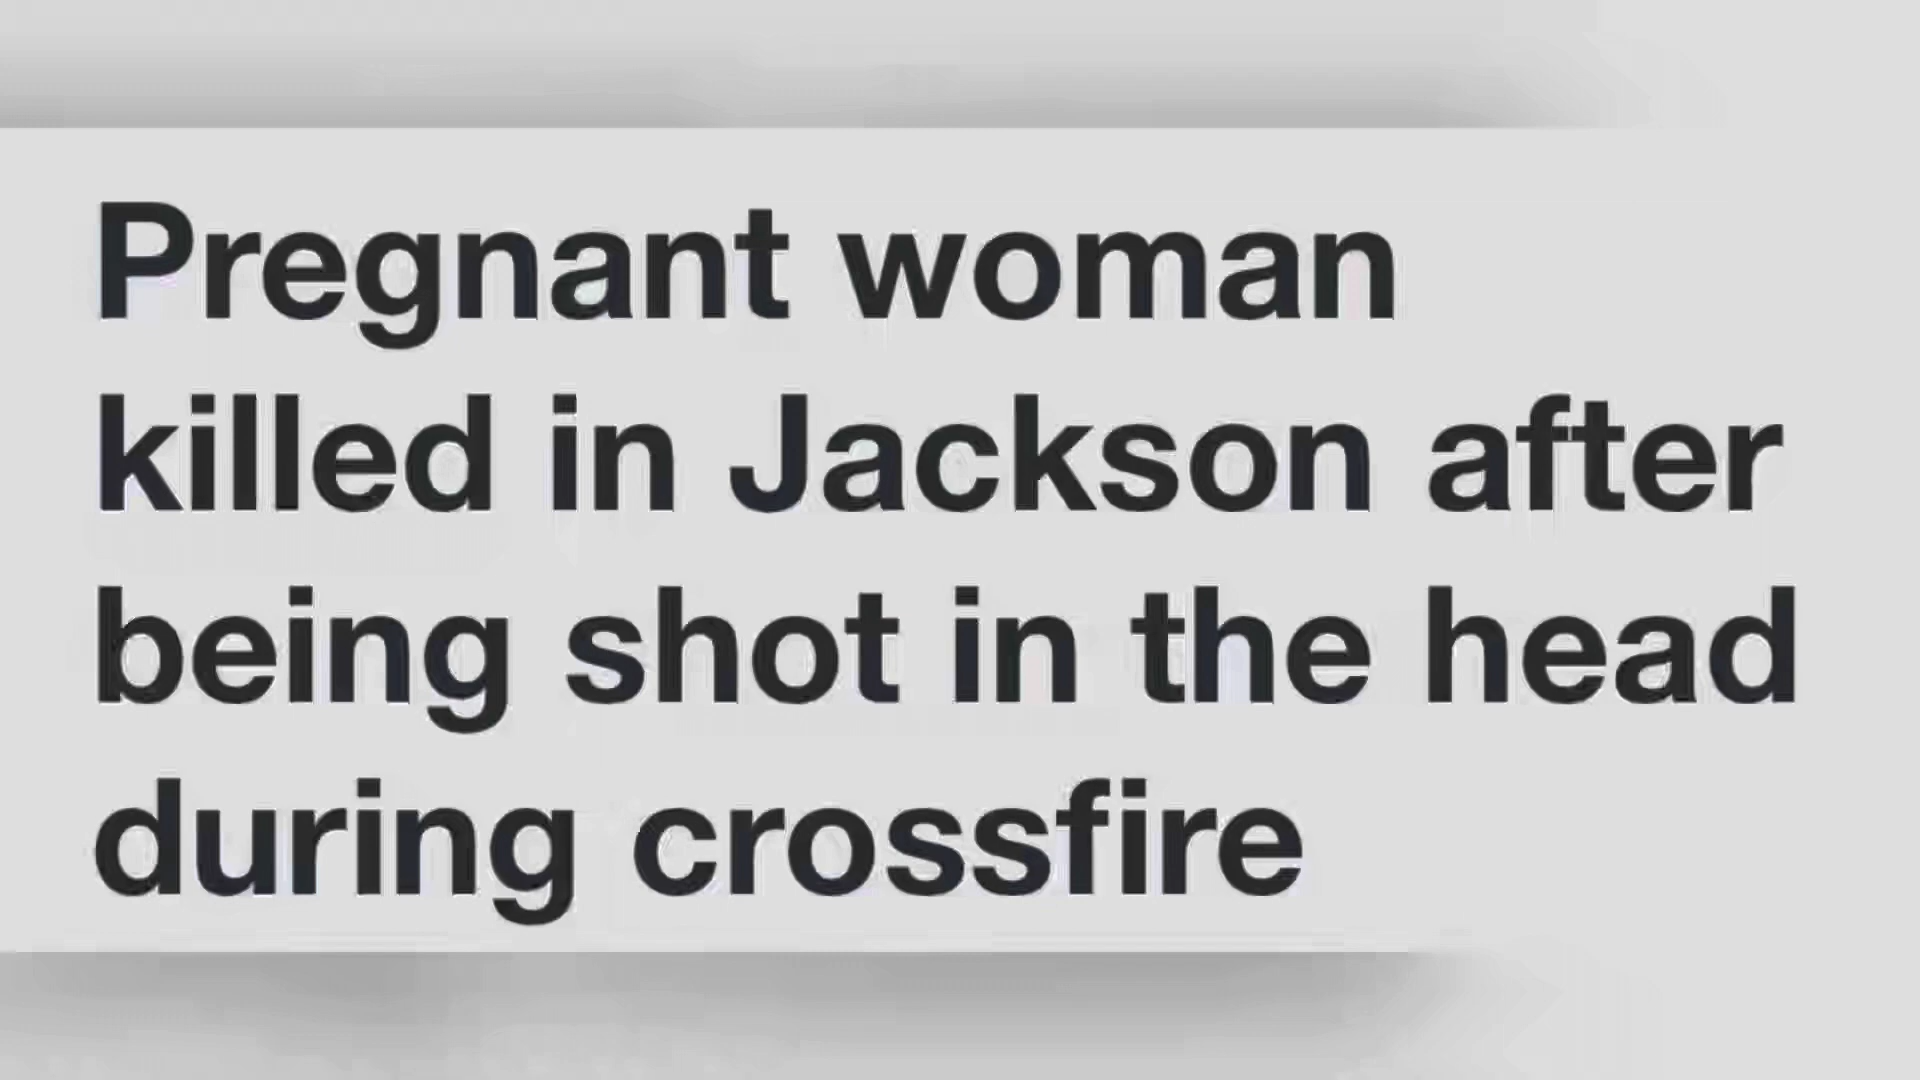 Pregnant woman
killed in Jackson after
being shot in the head
during crossfire